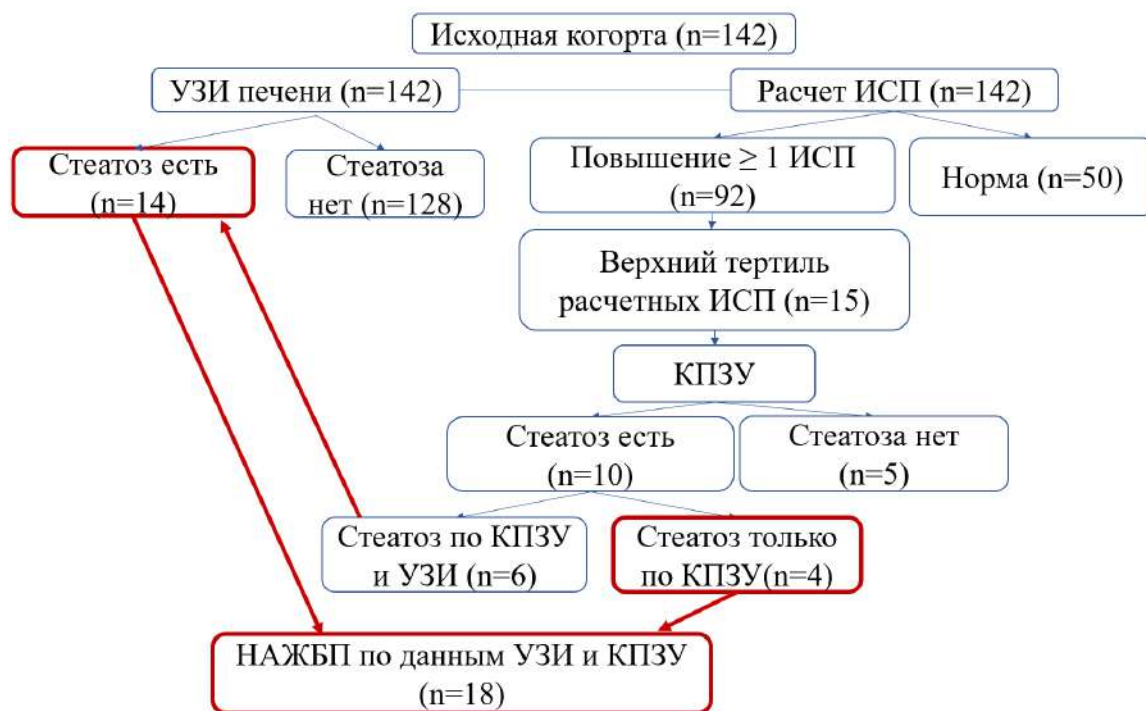 Исходная когорта (n=142)
УЗИ печени (n=142)
Расчет ИСП (n=142)
Стеатоз есть
(n=14)
Стеатоза
нет (n=128)
Повышение ≥ 1 ИСП
(n=92)
Норма (n=50)
Верхний тертиль
расчетных ИСП (n=15)
КПЗУ
Стеатоз есть
(n=10)
Стеатоза нет
(n=5)
Стеатоз по КПЗУ
и УЗИ (n=6)
Стеатоз только
по КПЗУ(n=4)
НАЖБП по данным УЗИ и КПЗУ
(n=18)